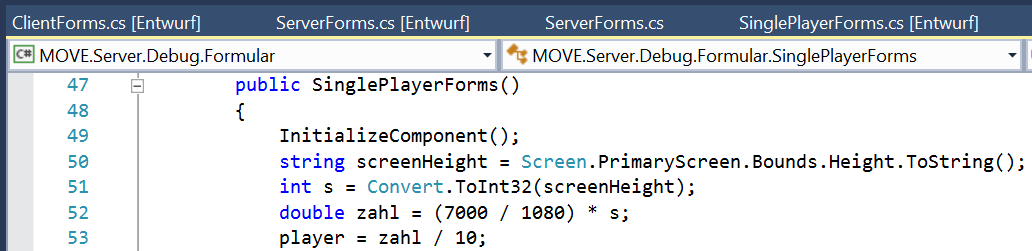 ClientForms.cs [Entwurf] ServerForms.cs [Entwurf] ServerForms.cs SinglePlayerForms.cs [Entwurf]
C# MOVE.Server.Debug.Formular MOVE.Server.Debug.Formular.SinglePlayerForms
47 public SinglePlayerForms()
48 {
49 InitializeComponent();
50 string screenHeight = Screen.PrimaryScreen.Bounds.Height.ToString();
51 int s = Convert.ToInt32(screenHeight);
52 double zahl = (7000 / 1080) * s;
53 player = zahl / 10;